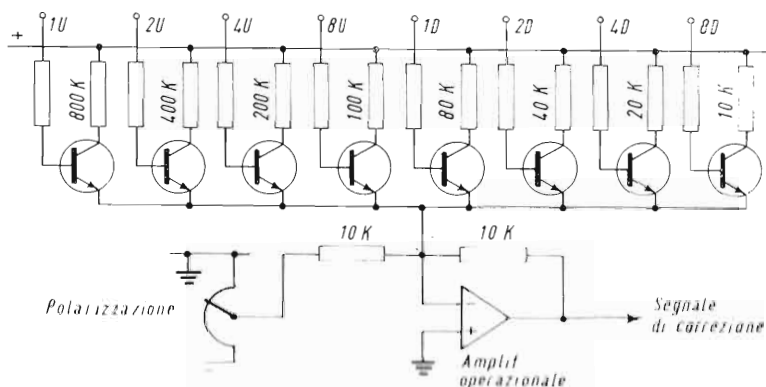 1U 2U 4U 8U 1D 2D 4D 8D
+
800 K 400 K 200 K 100 K 80 K 40 K 20 K 10 K
10 K 10 K
Polarizzazione
-
+
Segnale
di correzione
Amplif
operazionale